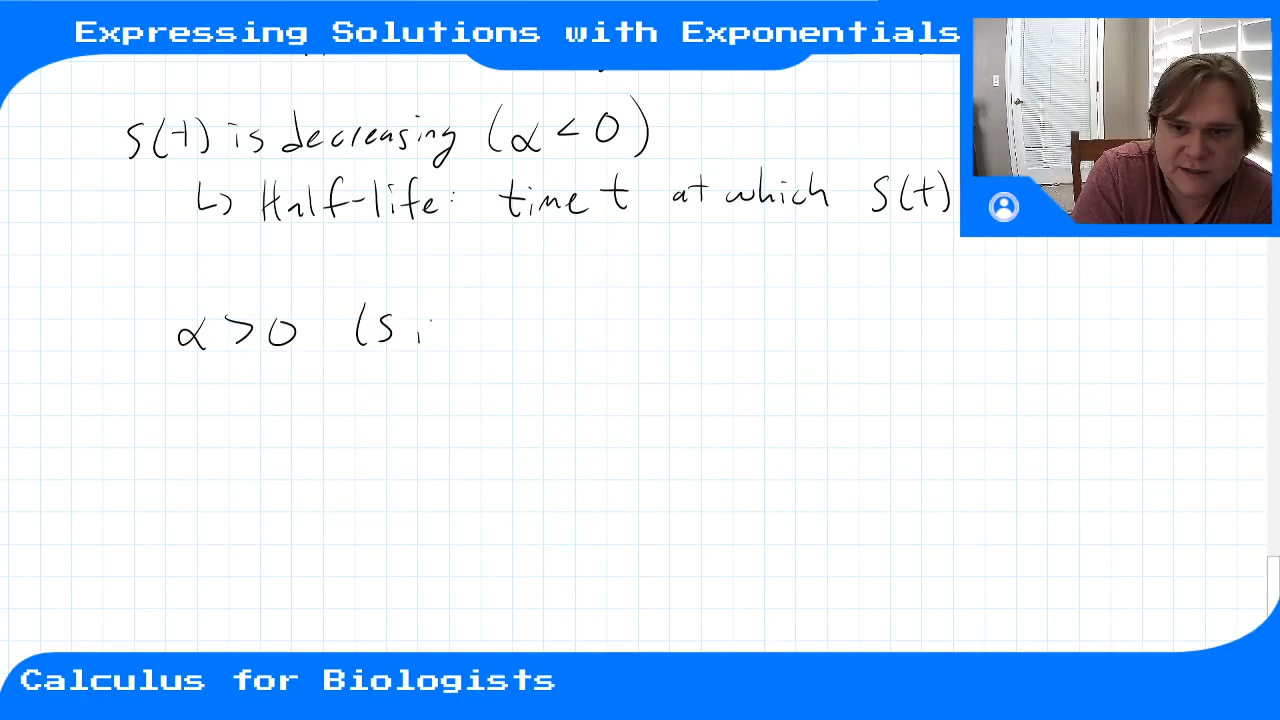 Expressing Solutions with Exponentials
S(t) is decreasing (α < 0)
↳ Half-life: time t at which S(t)
α > 0 (S i
Calculus for Biologists